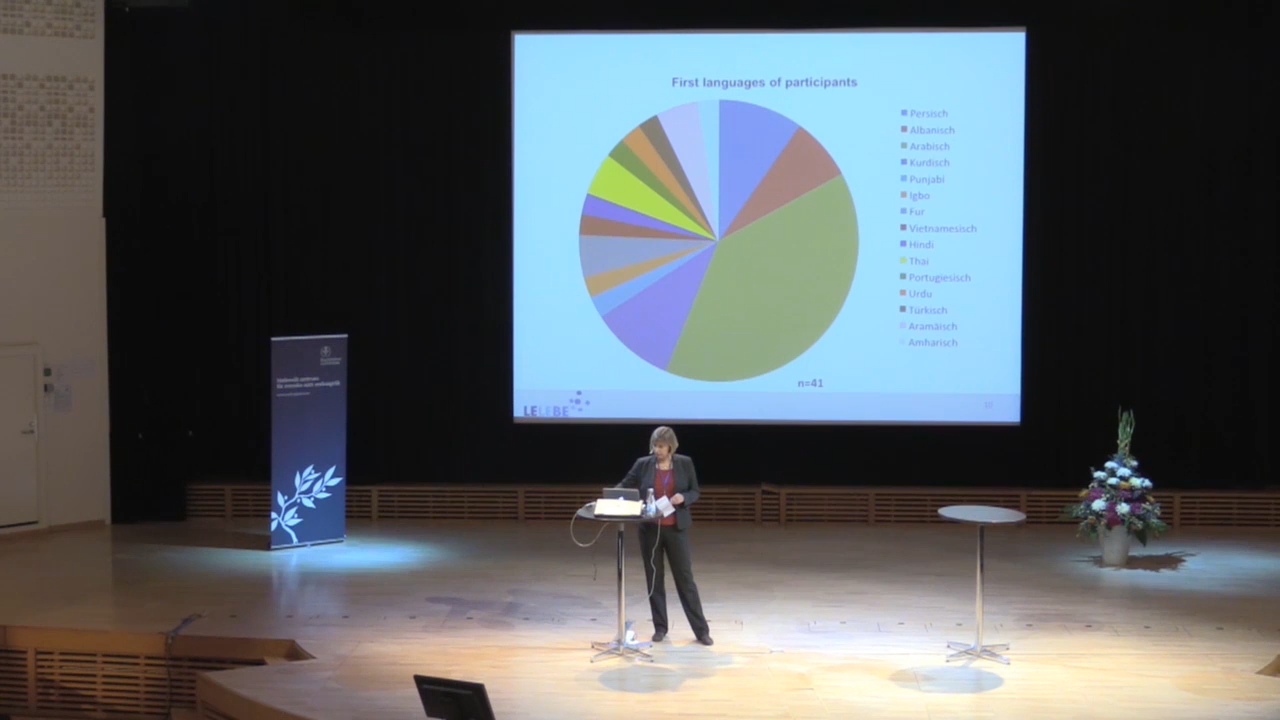 First languages of participants
Persisch
Albanisch
Arabisch
Kurdisch
Punjabi
Igbo
Fur
Vietnamesisch
Hindi
Thai
Portugiesisch
Urdu
Türkisch
Aramäisch
Amharisch
n=41
LELEBE